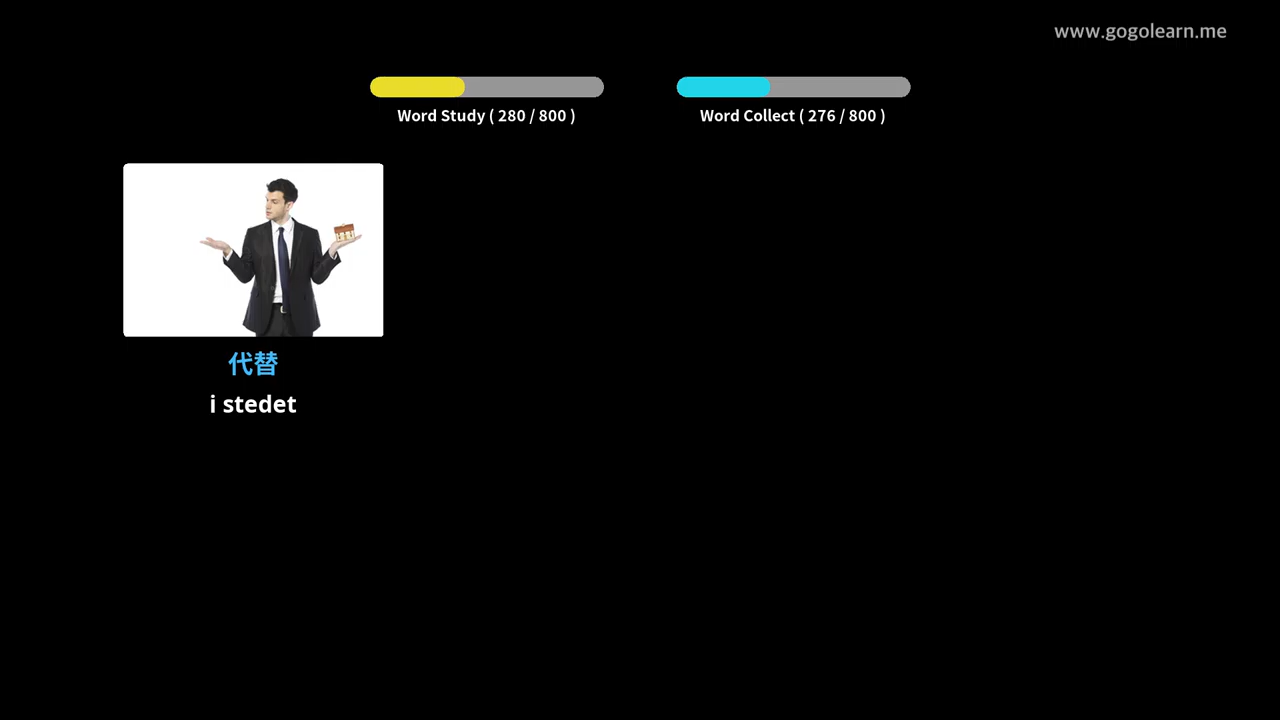 www.gogolearn.me
Word Study ( 280 / 800 )
Word Collect ( 276 / 800 )
代替
i stedet